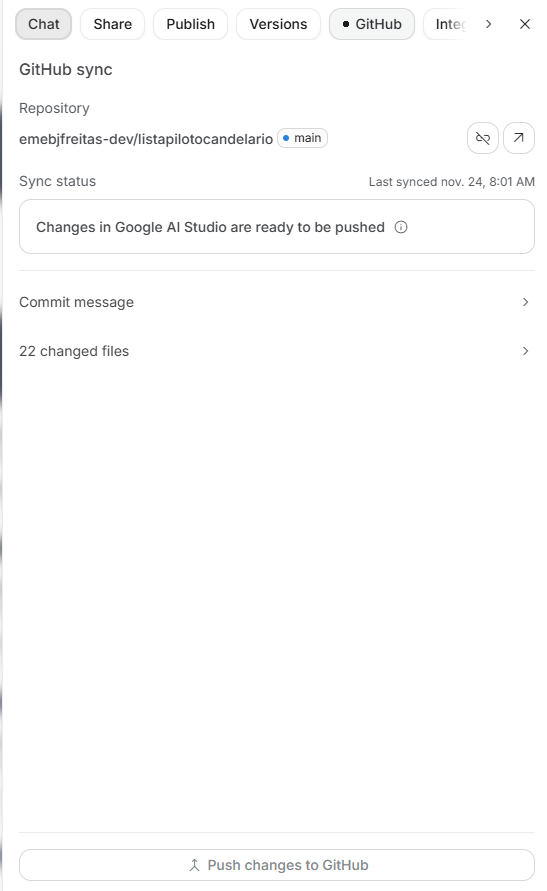 Chat Share Publish Versions GitHub
GitHub sync
Repository
emebjfreitas-dev/listapilotocandelario main
Sync status Last synced nov. 24, 8:01 AM
Changes in Google AI Studio are ready to be pushed
Commit message
22 changed files
Push changes to GitHub